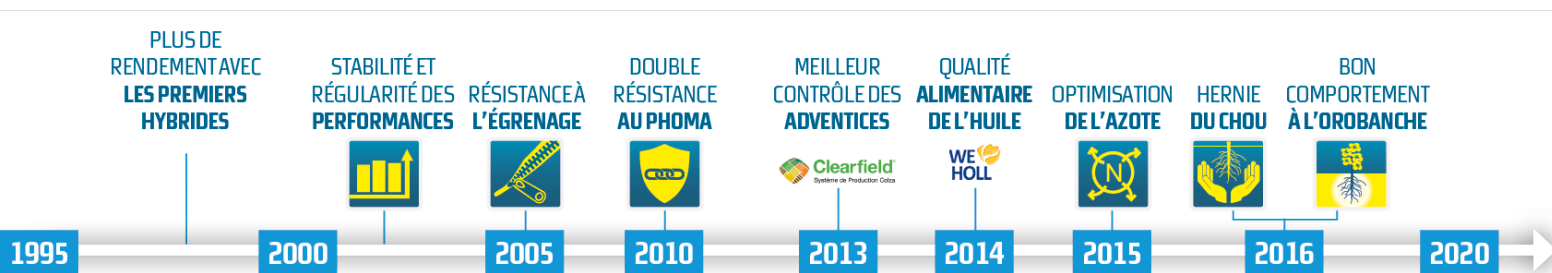 PLUS DE
RENDEMENT AVEC
LES PREMIERS
HYBRIDES
STABILITÉ ET
RÉGULARITÉ DES
PERFORMANCES
RÉSISTANCE À
L'ÉGRENAGE
DOUBLE
RÉSISTANCE
AU PHOMA
MEILLEUR
CONTRÔLE DES
ADVENTICES
Clearfield®
Système de Production Colza
QUALITÉ
ALIMENTAIRE
DE L'HUILE
WE
HOLL
OPTIMISATION
DE L'AZOTE
N
HERNIE
DU CHOU
BON
COMPORTEMENT
À L'OROBANCHE
1995
2000
2005
2010
2013
2014
2015
2016
2020